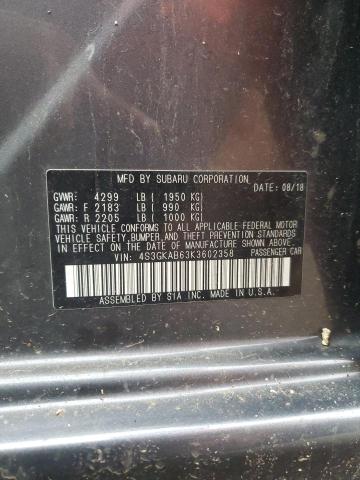 MFD BY SUBARU CORPORATION
DATE: 08/18
GVWR: 4299 LB ( 1950 KG)
GAWR: F 2183 LB ( 990 KG)
GAWR: R 2205 LB ( 1000 KG)
THIS VEHICLE CONFORMS TO ALL APPLICABLE FEDERAL MOTOR
VEHICLE SAFETY, BUMPER, AND THEFT PREVENTION STANDARDS
IN EFFECT ON THE DATE OF MANUFACTURE SHOWN ABOVE.
VIN: 4S3GKAB63K3602358 PASSENGER CAR
ASSEMBLED BY SIA INC. MADE IN U.S.A.